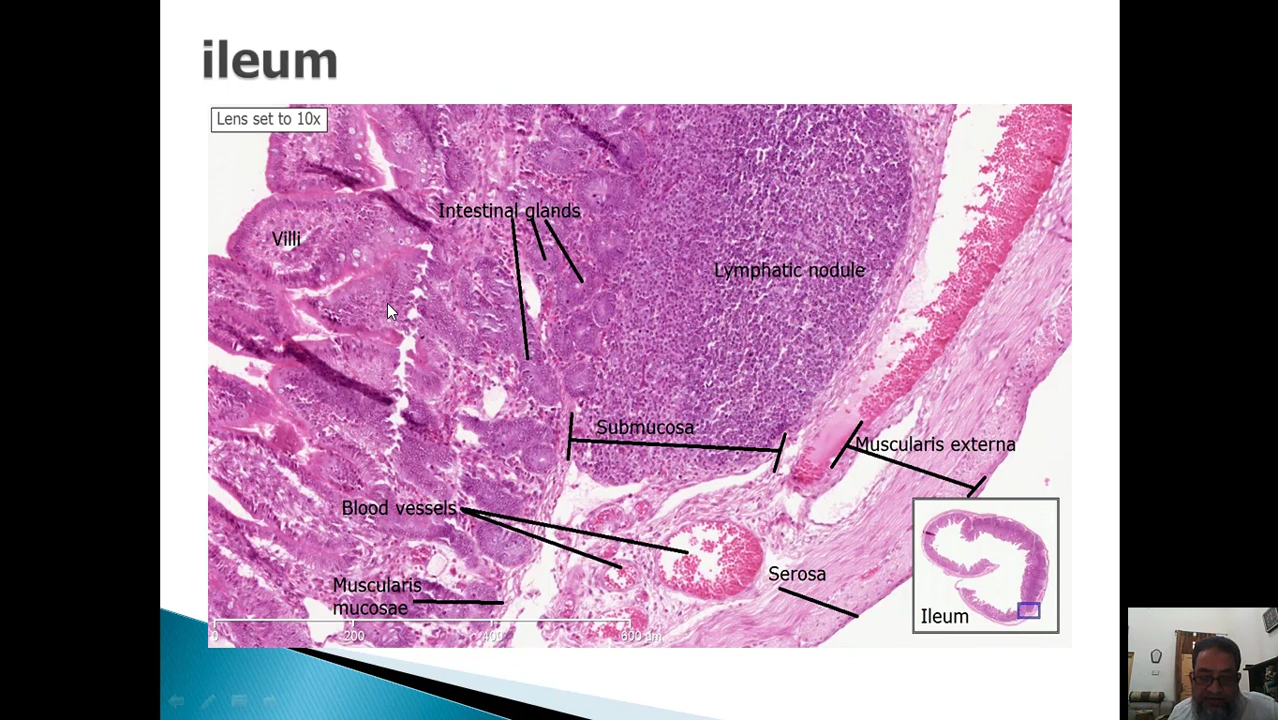 ileum
Lens set to 10x
Intestinal glands
Villi
Lymphatic nodule
Submucosa
Muscularis externa
Blood vessels
Serosa
Muscularis
mucosae
Ileum
0 200 400 600 µm